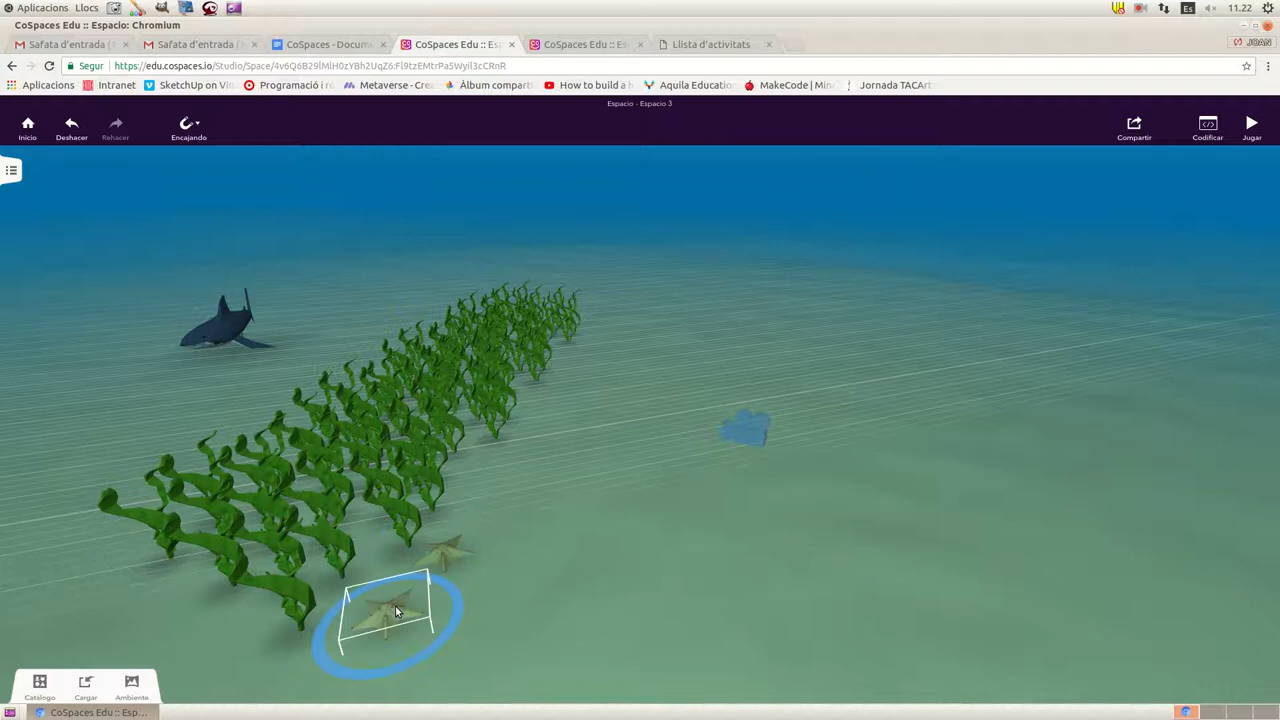 Aplicacions Llocs Es 11.22
CoSpaces Edu :: Espacio: Chromium
Safata d'entrada ( Safata d'entrada ( CoSpaces - Docume CoSpaces Edu :: Es CoSpaces Edu :: Es Llista d'activitats JOAN
Segur https://edu.cospaces.io/Studio/Space/
Aplicacions Intranet SketchUp on Vi Programació i ro Metaverse - Crea Àlbum compart How to build a h Aquila Education MakeCode | Min Jornada TACArt
Espacio - Espacio 3
Inicio Deshacer Rehacer Encajando Compartir Codificar Jugar
Catálogo Cargar Ambiente
CoSpaces Edu :: Esp...